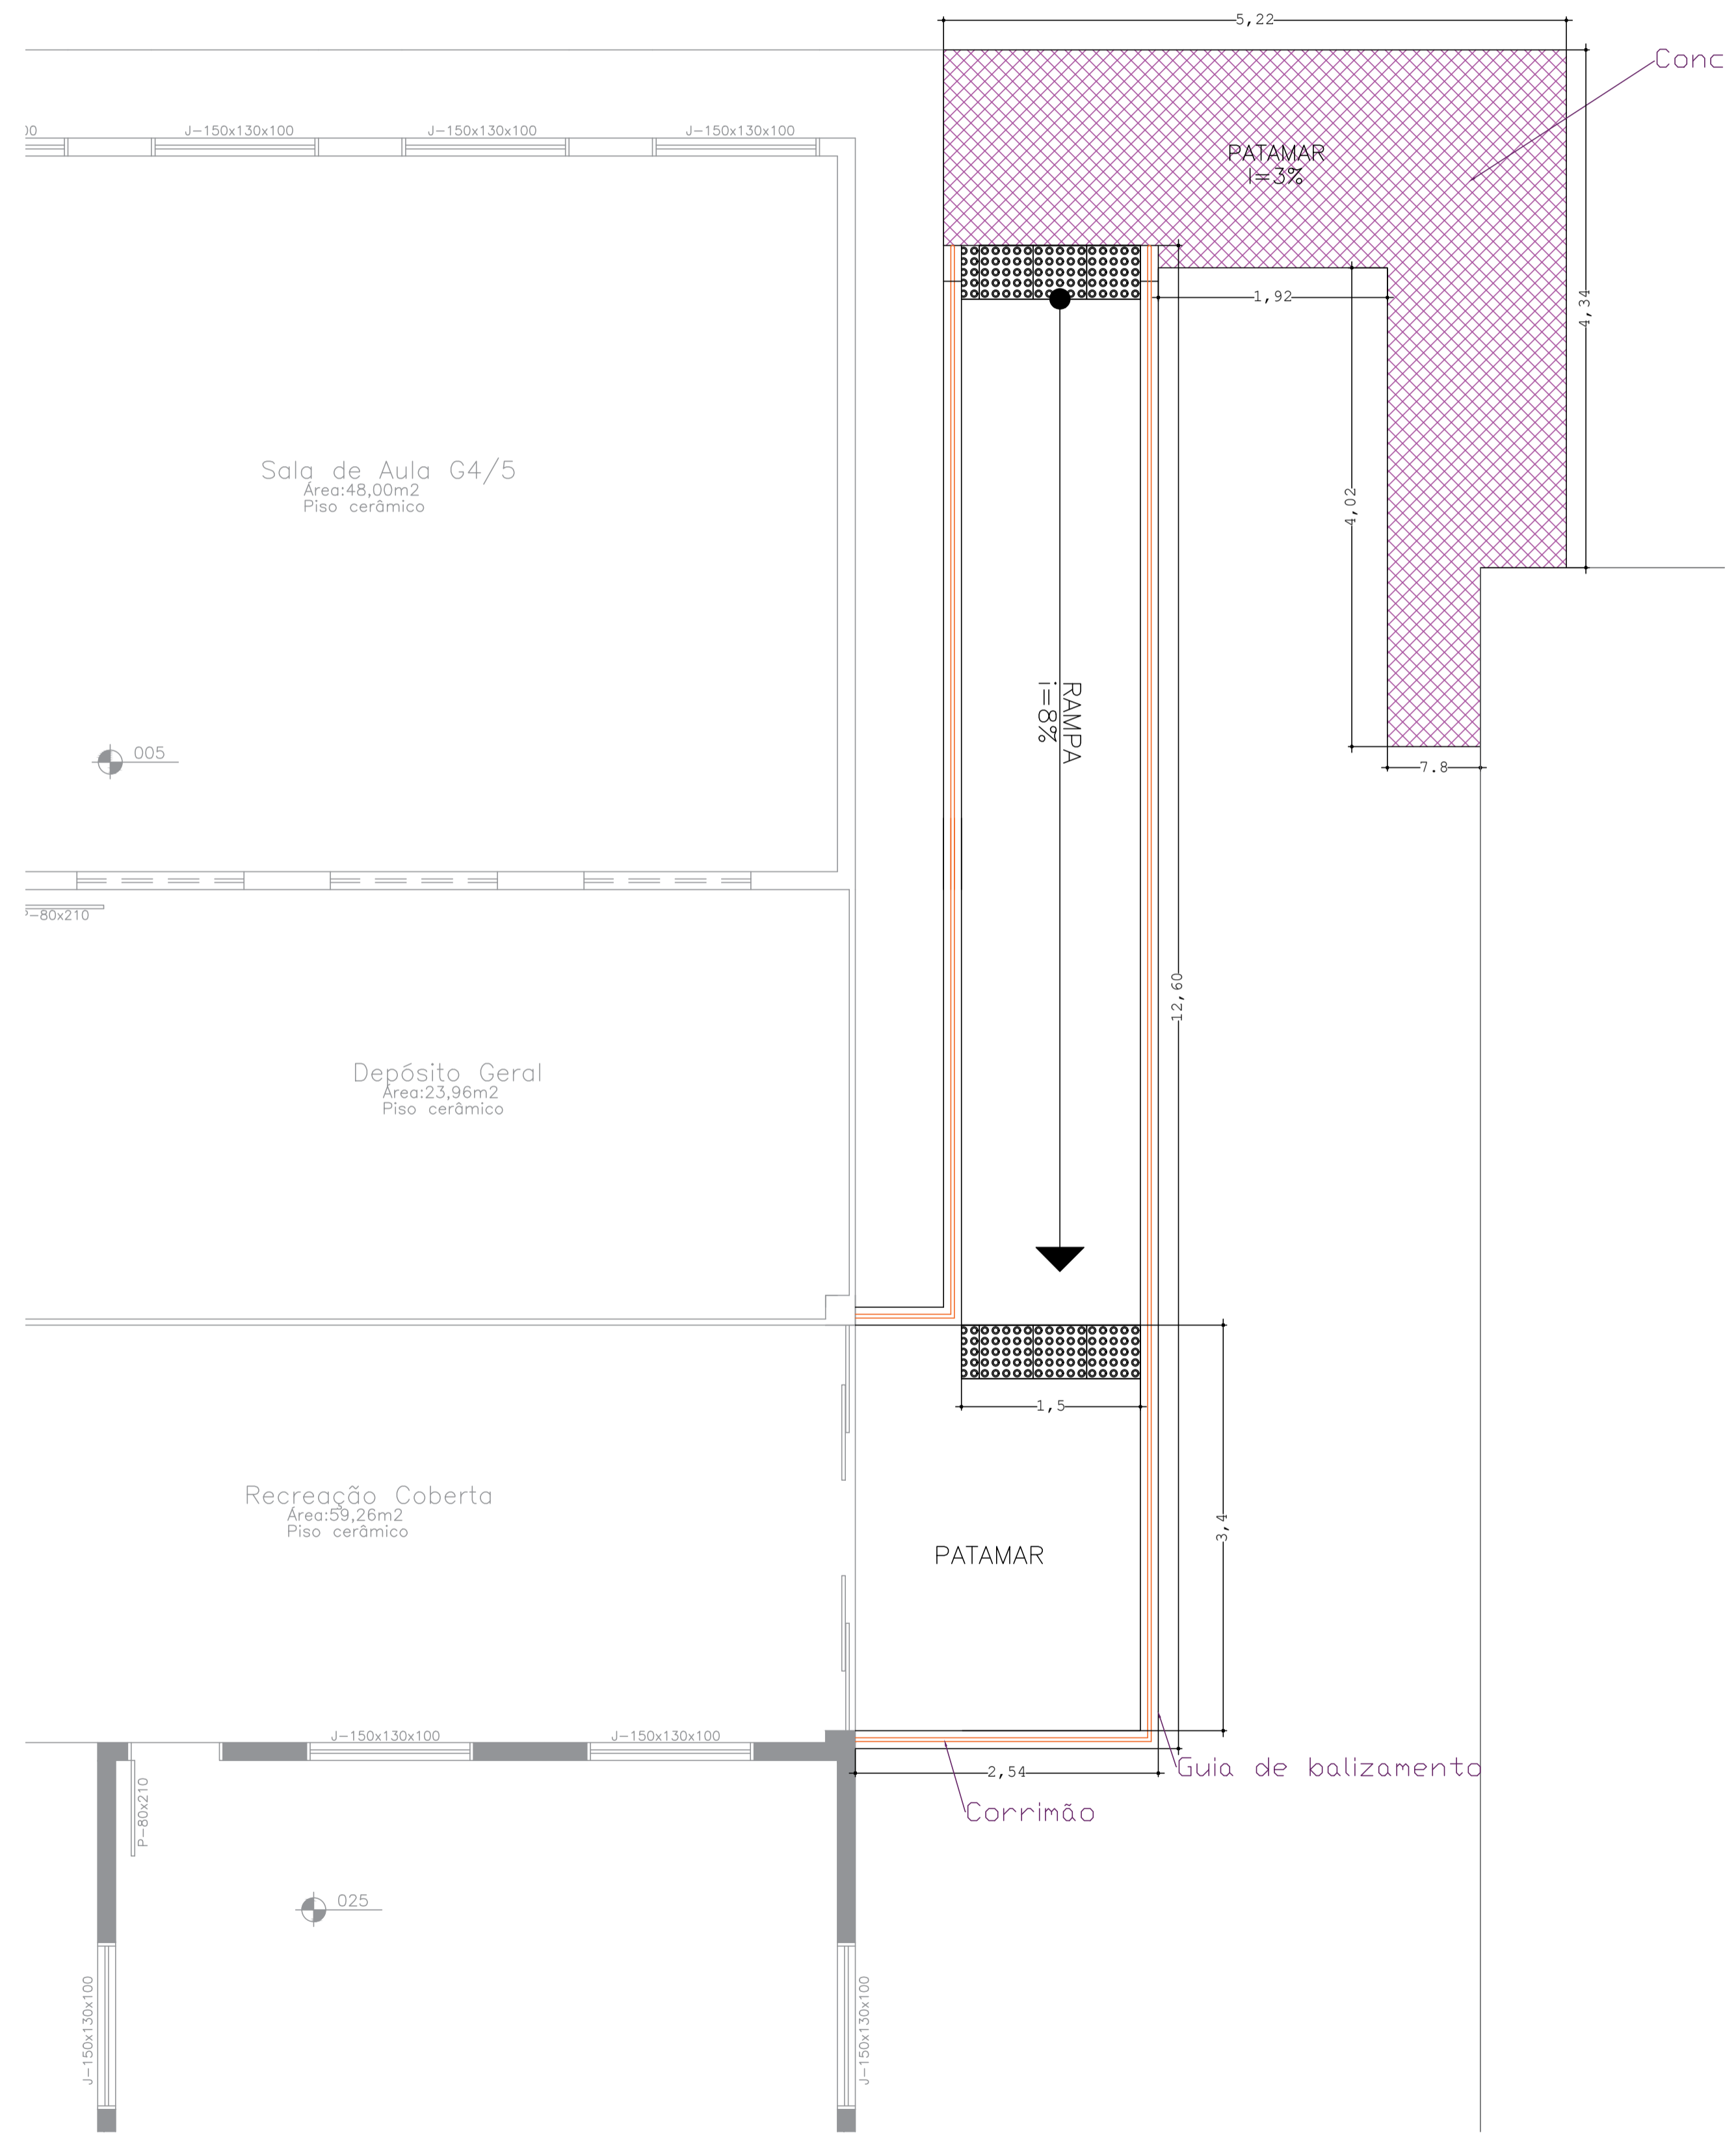 5,22
Conc
00
J-150x130x100
J-150x130x100
J-150x130x100
PATAMAR
i=3%
1,92
4,34
Sala de Aula G4/5
Área:48,00m2
Piso cerâmico
4,02
RAMPA
i=8%
005
7.8
P-80x210
12,60
Depósito Geral
Área:23,96m2
Piso cerâmico
1,5
Recreação Coberta
Área:59,26m2
Piso cerâmico
3,4
PATAMAR
J-150x130x100
J-150x130x100
2,54
Guia de balizamento
Corrimão
P-80x210
025
J-150x130x100
J-150x130x100